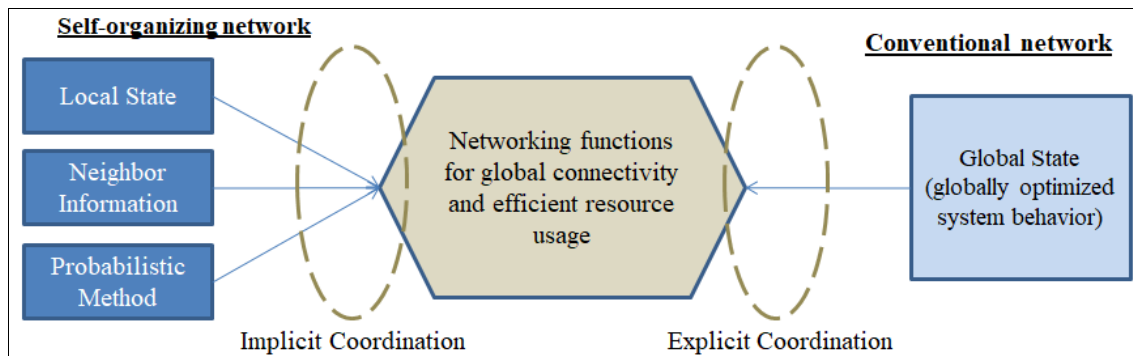 Self-organizing network
Conventional network
Local State
Neighbor
Information
Probabilistic
Method
Networking functions
for global connectivity
and efficient resource
usage
Global State
(globally optimized
system behavior)
Implicit Coordination
Explicit Coordination